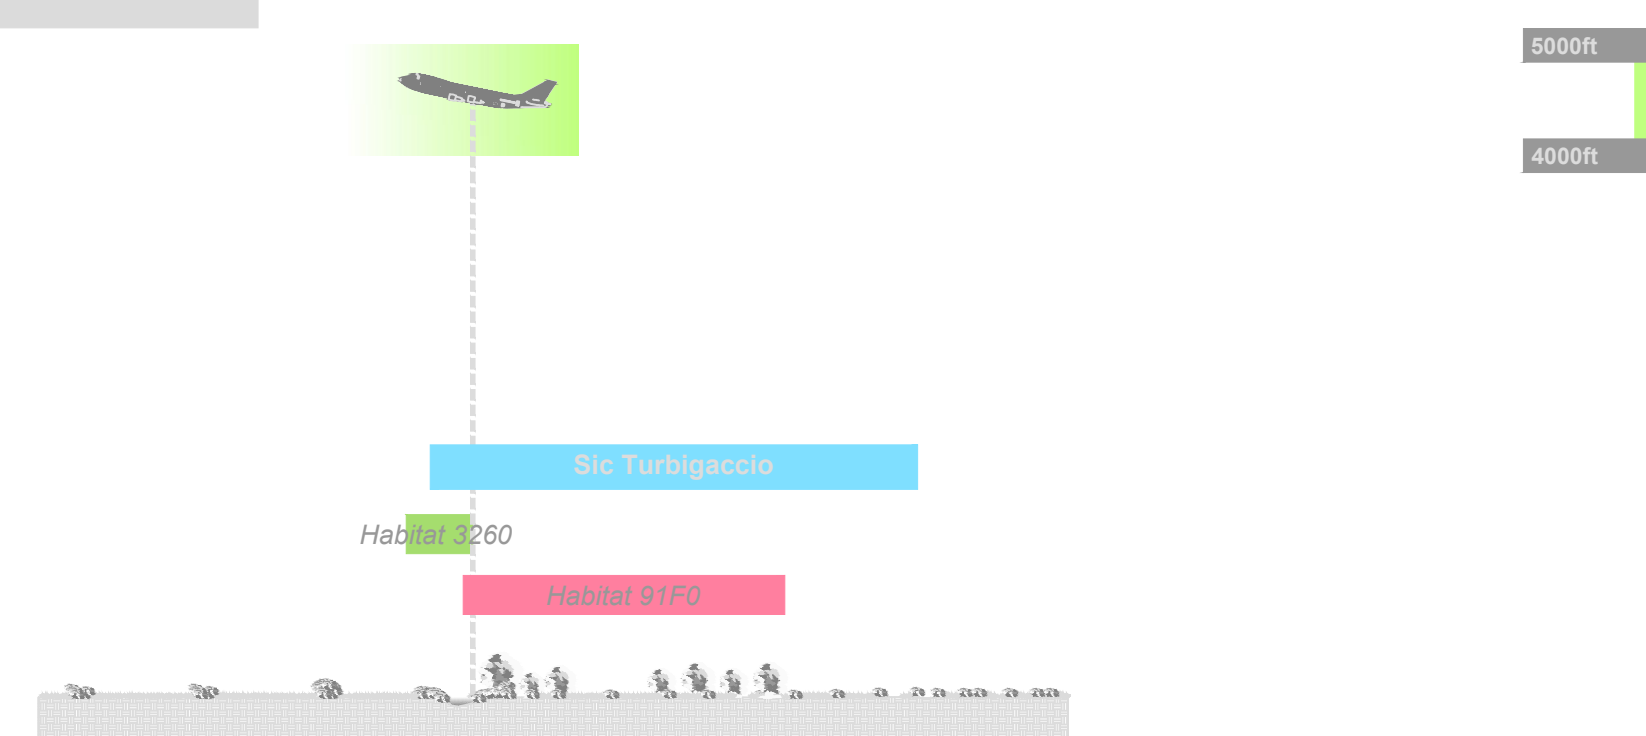 5000ft
4000ft
Sic Turbigaccio
Habitat 3260
Habitat 91F0